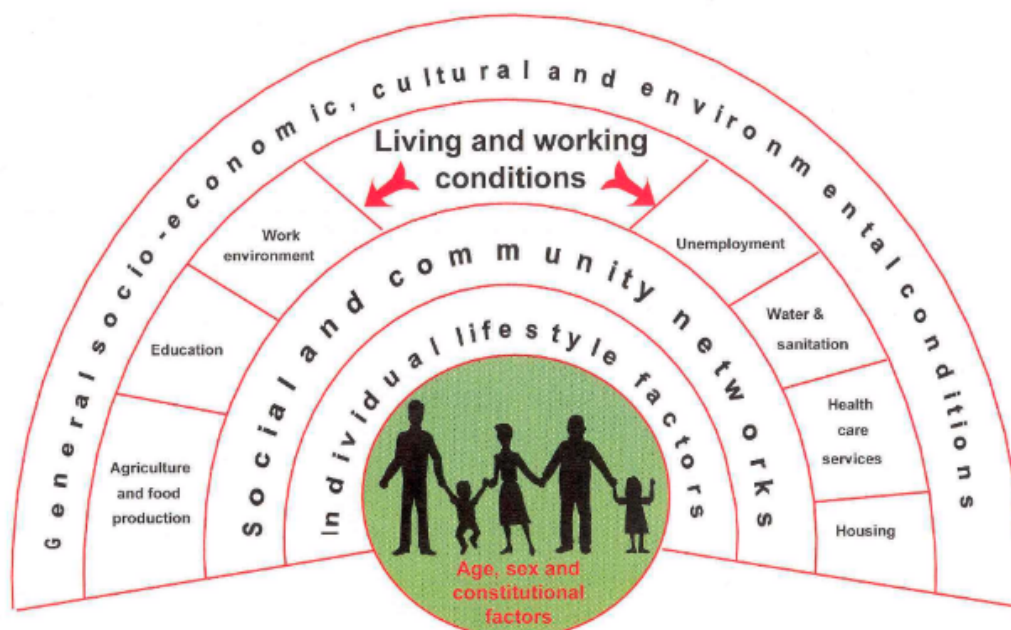 General socio-economic, cultural and environmental conditions
Living and working
conditions
Work
environment
Unemployment
Education
Water &
sanitation
Agriculture
and food
production
Health
care
services
Housing
Social and community networks
Individual lifestyle factors
Age, sex and
constitutional
factors